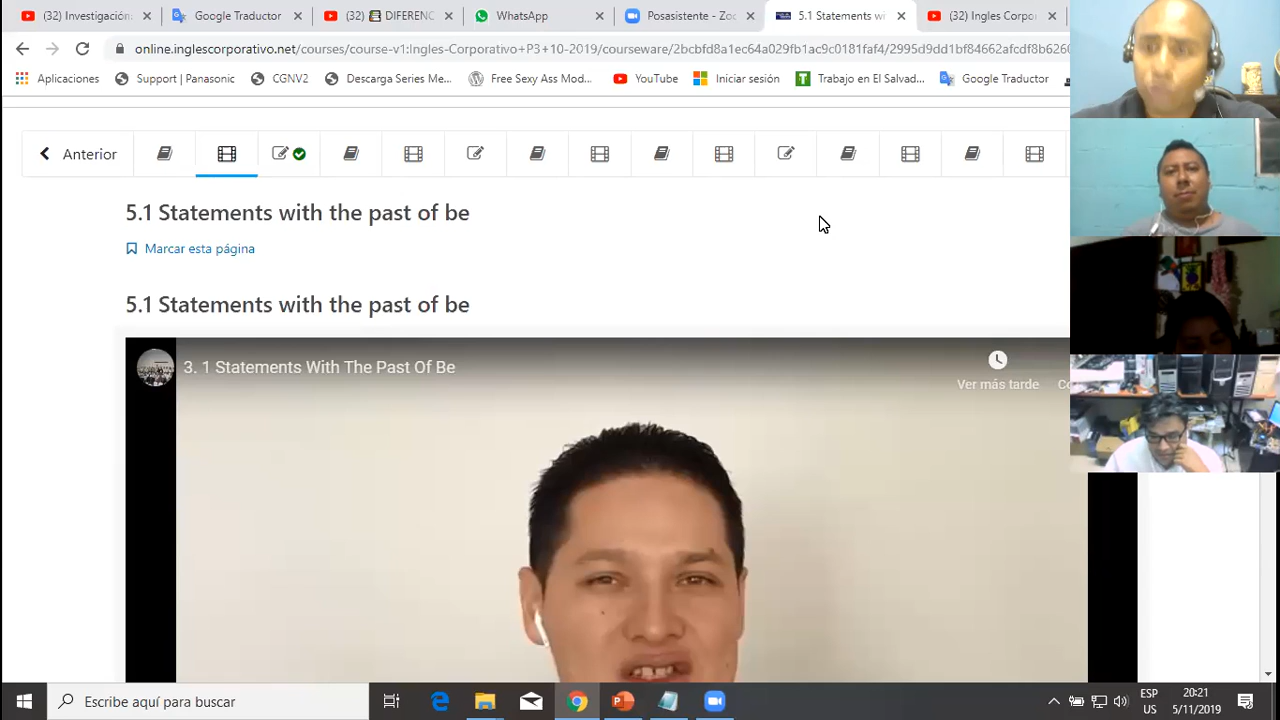 (32) Investigación
Google Traductor
(32) DIFERENC
WhatsApp
Posasistente - Zoo
5.1 Statements wi
(32) Ingles Corpo
online.inglescorporativo.net/courses/course-v1:Ingles-Corporativo+P3+10-2019/courseware/2bcbfd8a1ec64a029fb1ac9c0181faf4/2995d9dd1bf84662afcdf8b6260
Aplicaciones
Support | Panasonic
CGNV2
Descarga Series Me...
Free Sexy Ass Mod...
YouTube
Iniciar sesión
Trabajo en El Salvad...
Google Traductor
Anterior
5.1 Statements with the past of be
Marcar esta página
5.1 Statements with the past of be
3. 1 Statements With The Past Of Be
Ver más tarde
Co
Escribe aquí para buscar
ESP
US
20:21
5/11/2019